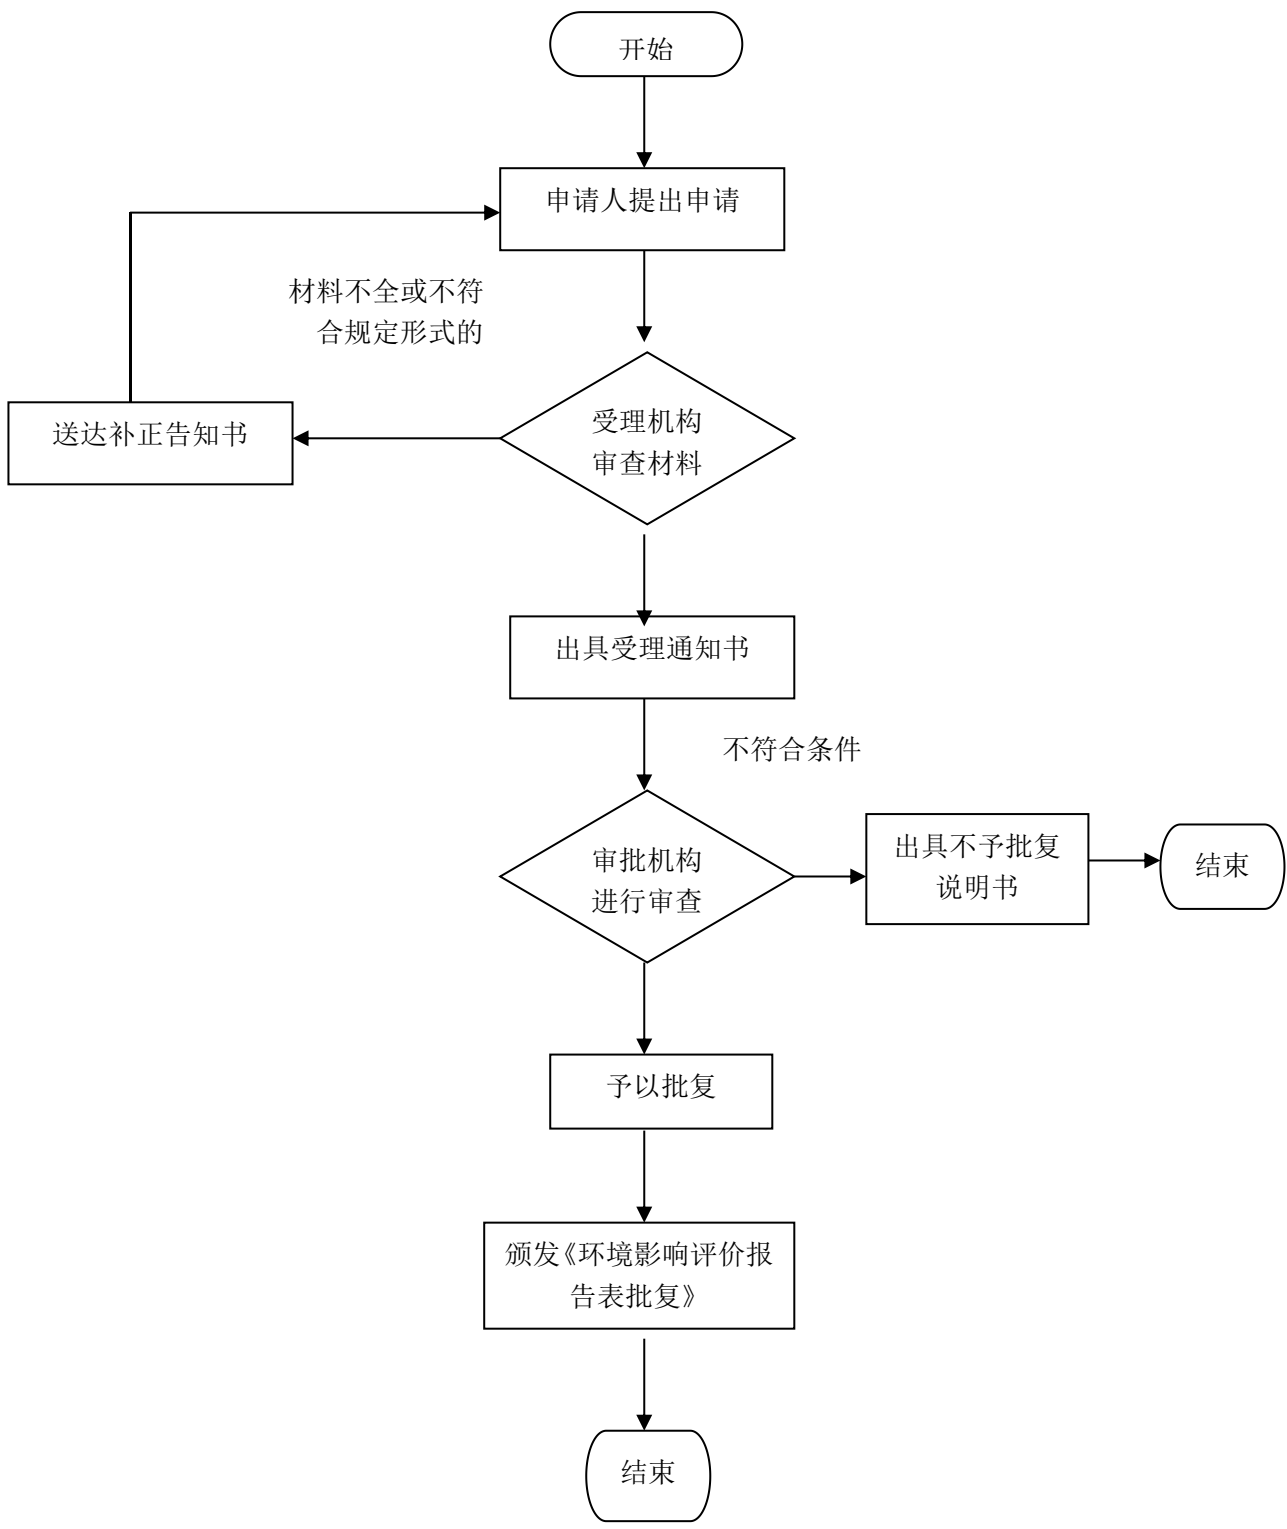 开始
申请人提出申请
材料不全或不符
合规定形式的
受理机构
审查材料
送达补正告知书
出具受理通知书
不符合条件
审批机构
进行审查
出具不予批复
说明书
结束
予以批复
颁发《环境影响评价报
告表批复》
结束